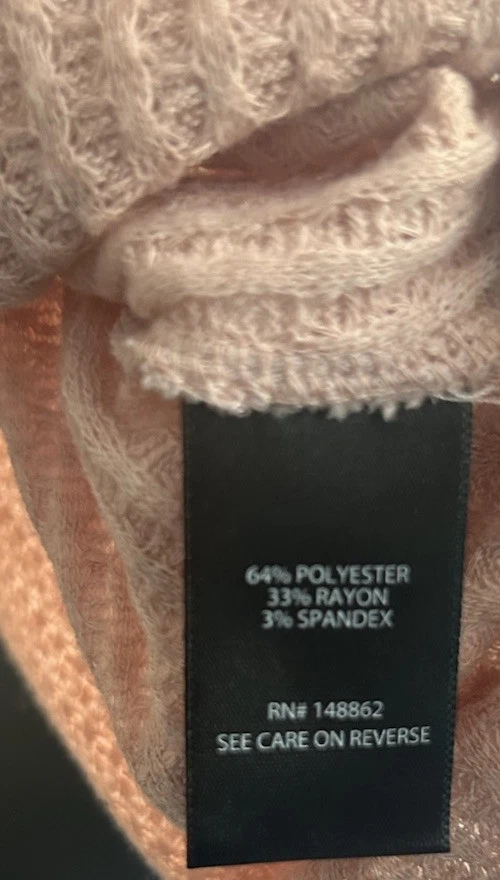 64% POLYESTER
33% RAYON
3% SPANDEX
RN# 148862
SEE CARE ON REVERSE